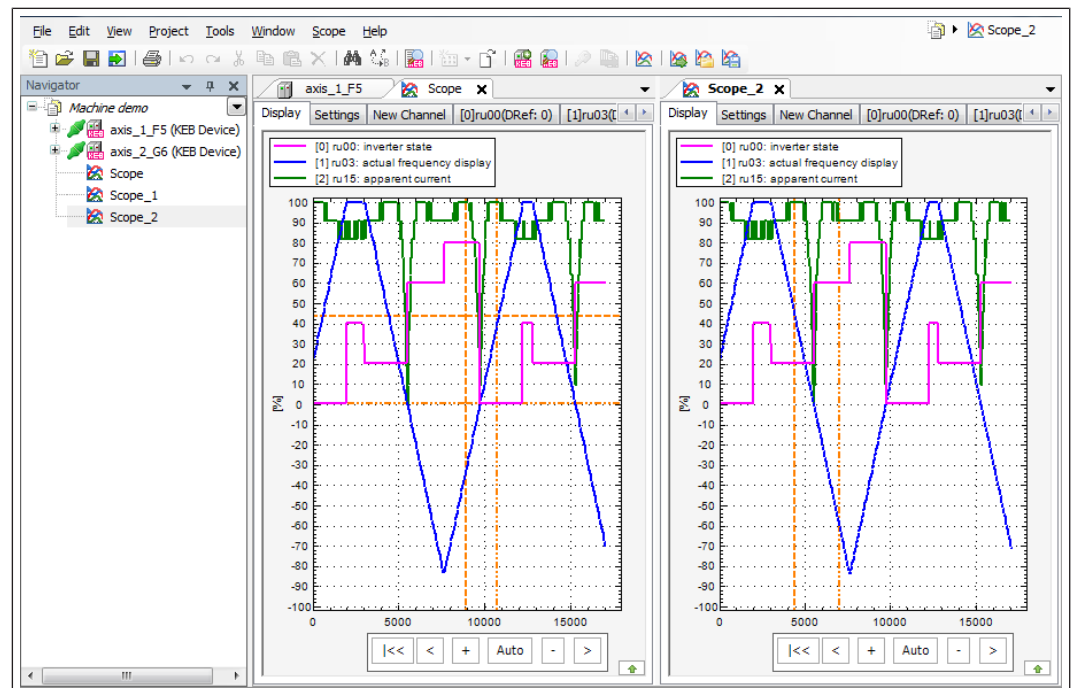 File Edit View Project Tools Window Scope Help
Scope_2
Navigator
Machine demo
axis_1_F5 (KEB Device)
axis_2_G6 (KEB Device)
Scope
Scope_1
Scope_2
axis_1_F5 Scope
Display Settings New Channel [0]ru00(DRef: 0) [1]ru03(D
[0] ru00: inverter state
[1] ru03: actual frequency display
[2] ru15: apparent current
100
90
80
70
60
50
40
30
20
10
0
-10
-20
-30
-40
-50
-60
-70
-80
-90
-100
[%]
0 5000 10000 15000
|<< < + Auto - >
Scope_2
Display Settings New Channel [0]ru00(DRef: 0) [1]ru03(D
[0] ru00: inverter state
[1] ru03: actual frequency display
[2] ru15: apparent current
100
90
80
70
60
50
40
30
20
10
0
-10
-20
-30
-40
-50
-60
-70
-80
-90
-100
[%]
0 5000 10000 15000
|<< < + Auto - >